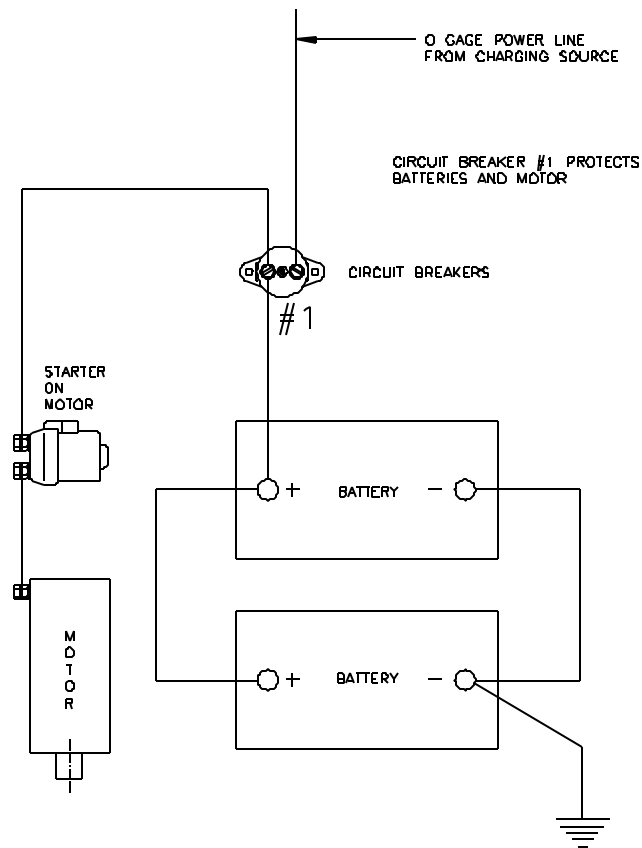 O GAGE POWER LINE
FROM CHARGING SOURCE
CIRCUIT BREAKER #1 PROTECTS
BATTERIES AND MOTOR
CIRCUIT BREAKERS
#1
STARTER
ON
MOTOR
+ BATTERY −
+ BATTERY −
MOTOR